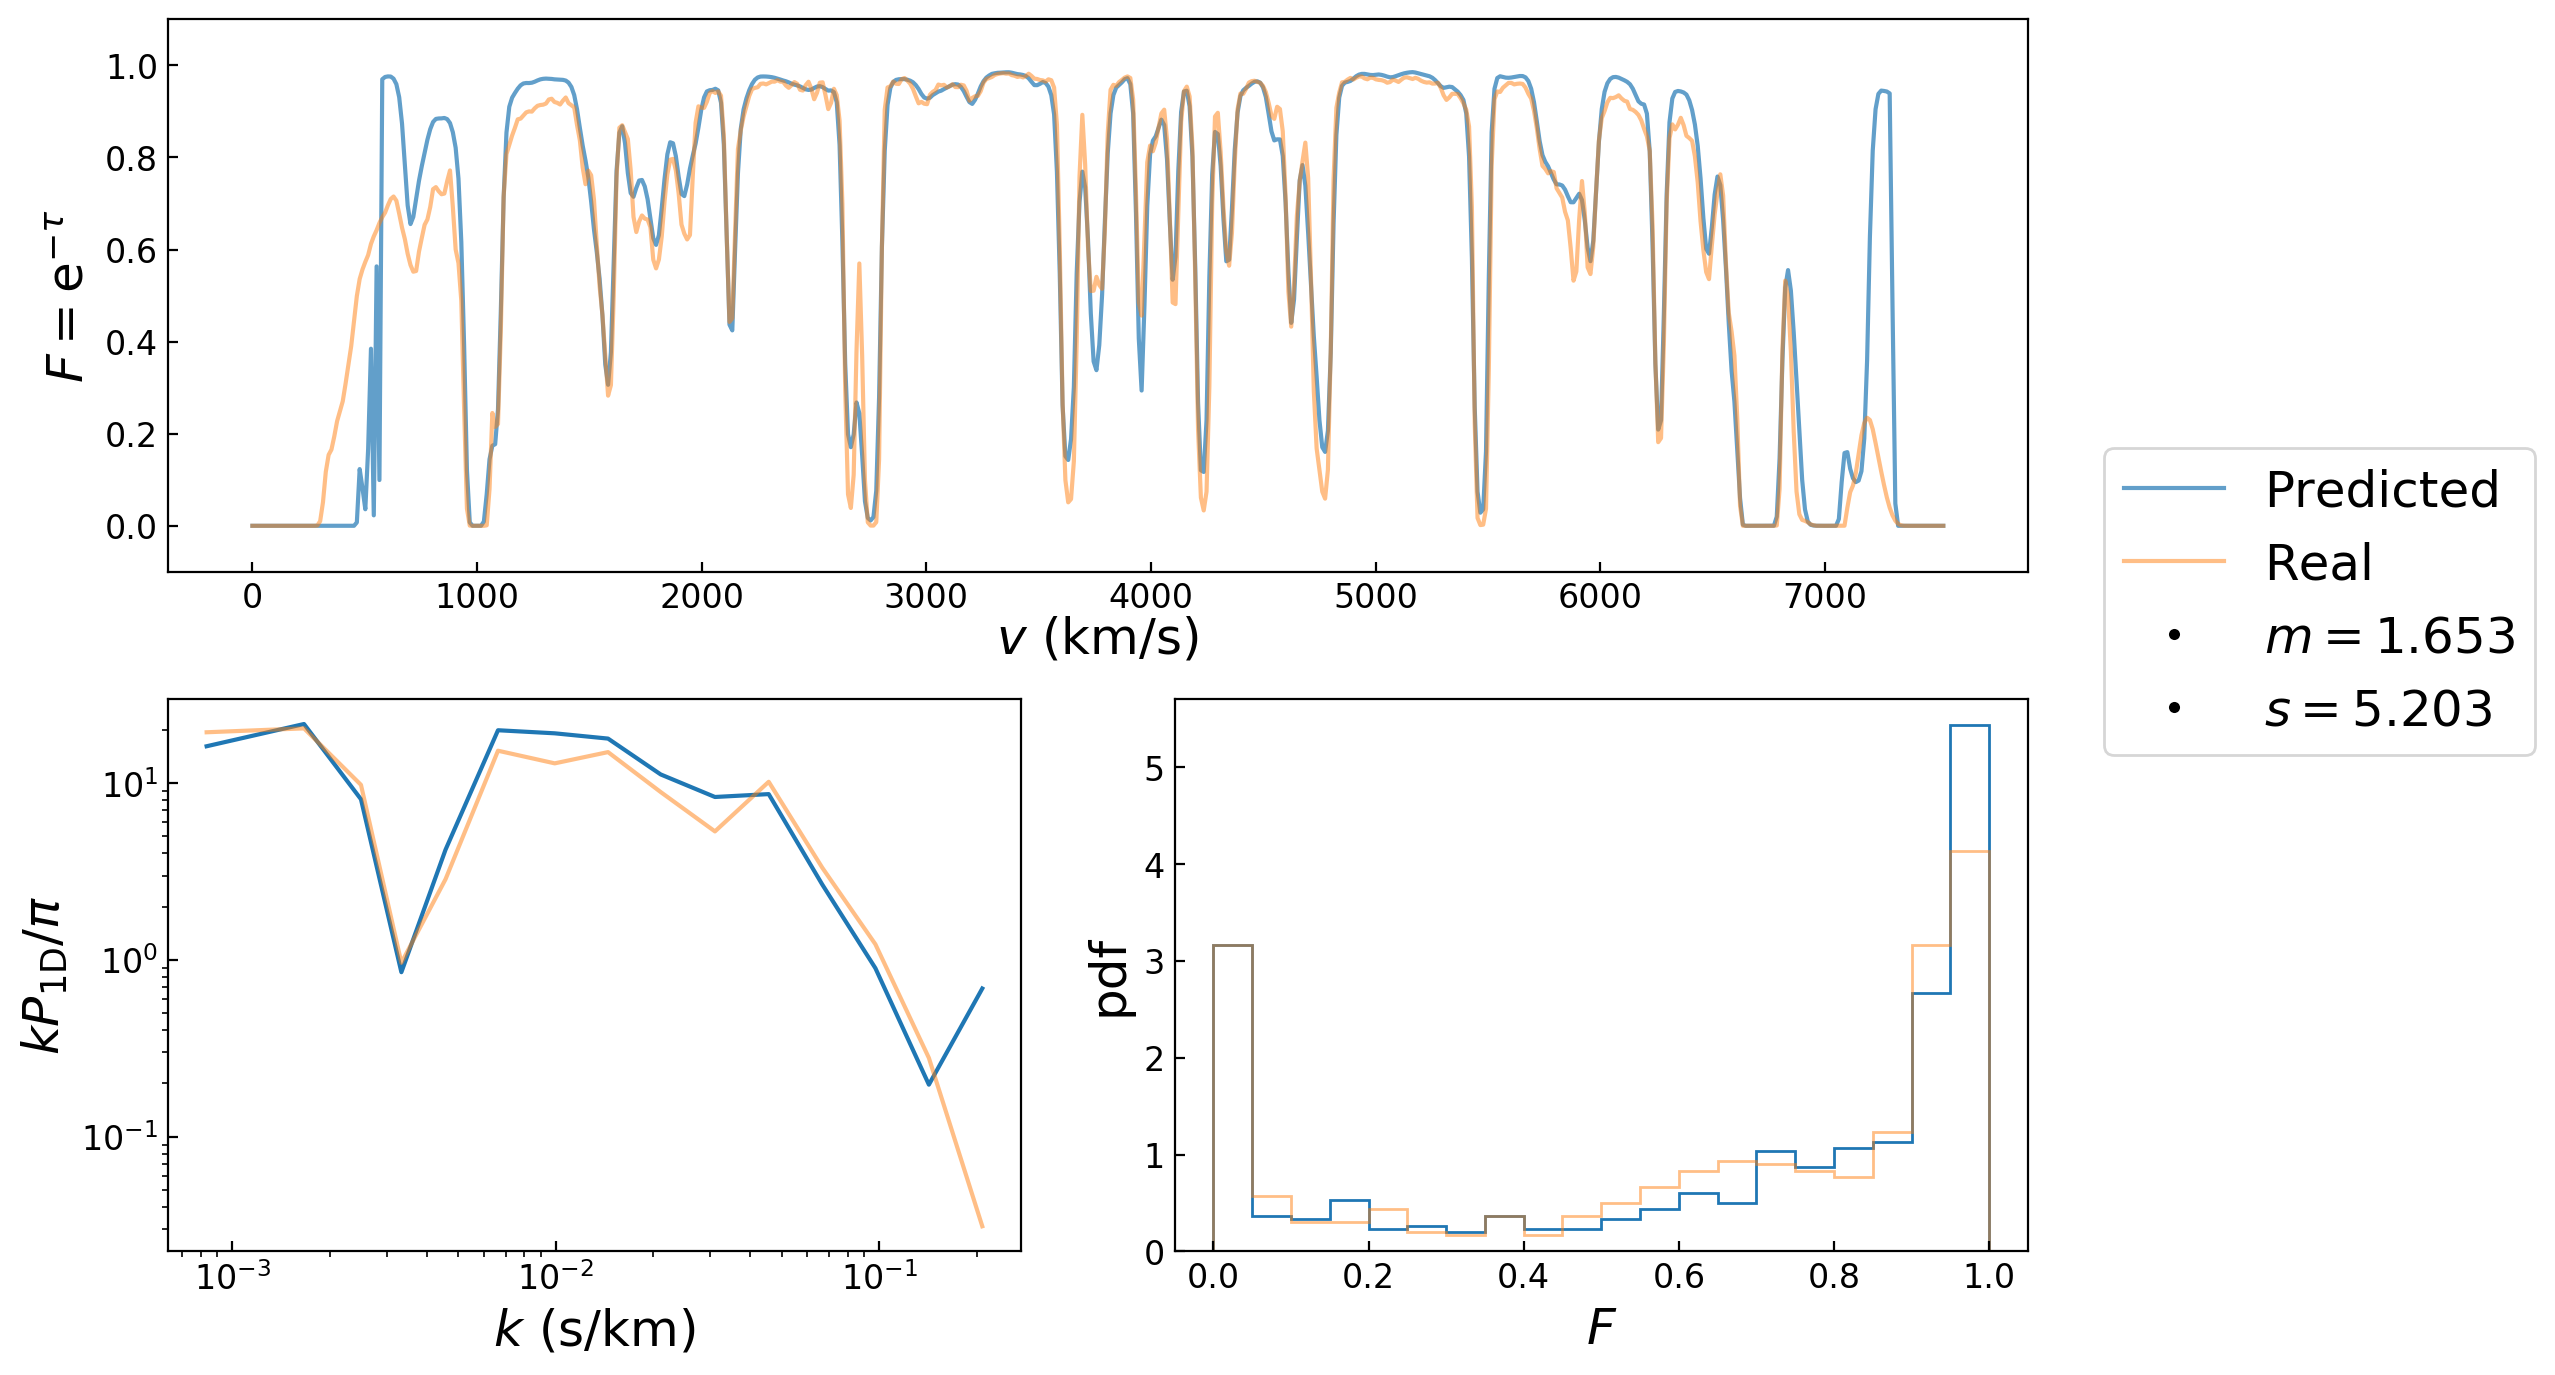 F = e^{-τ}
1.0
0.8
0.6
0.4
0.2
0.0
0 1000 2000 3000 4000 5000 6000 7000
v (km/s)
Predicted
Real
m = 1.653
s = 5.203
kP_{1D}/π
10^1
10^0
10^{-1}
10^{-3} 10^{-2} 10^{-1}
k (s/km)
pdf
5
4
3
2
1
0
0.0 0.2 0.4 0.6 0.8 1.0
F